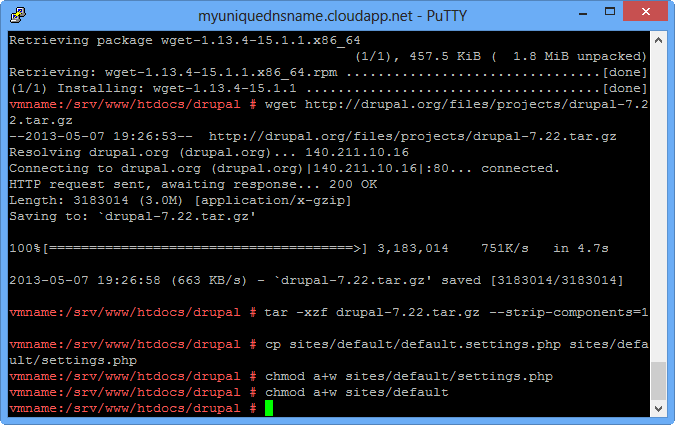 myuniquednsname.cloudapp.net - PuTTY
Retrieving package wget-1.13.4-15.1.1.x86_64
(1/1), 457.5 KiB (  1.8 MiB unpacked)
Retrieving: wget-1.13.4-15.1.1.x86_64.rpm ................................[done]
(1/1) Installing: wget-1.13.4-15.1.1 .....................................[done]
vmname:/srv/www/htdocs/drupal # wget http://drupal.org/files/projects/drupal-7.2
2.tar.gz
--2013-05-07 19:26:53--  http://drupal.org/files/projects/drupal-7.22.tar.gz
Resolving drupal.org (drupal.org)... 140.211.10.16
Connecting to drupal.org (drupal.org)|140.211.10.16|:80... connected.
HTTP request sent, awaiting response... 200 OK
Length: 3183014 (3.0M) [application/x-gzip]
Saving to: `drupal-7.22.tar.gz'
100%[======================================>] 3,183,014    751K/s   in 4.7s
2013-05-07 19:26:58 (663 KB/s) - `drupal-7.22.tar.gz' saved [3183014/3183014]
vmname:/srv/www/htdocs/drupal # tar -xzf drupal-7.22.tar.gz --strip-components=1
vmname:/srv/www/htdocs/drupal # cp sites/default/default.settings.php sites/defa
ult/settings.php
vmname:/srv/www/htdocs/drupal # chmod a+w sites/default/settings.php
vmname:/srv/www/htdocs/drupal # chmod a+w sites/default
vmname:/srv/www/htdocs/drupal #